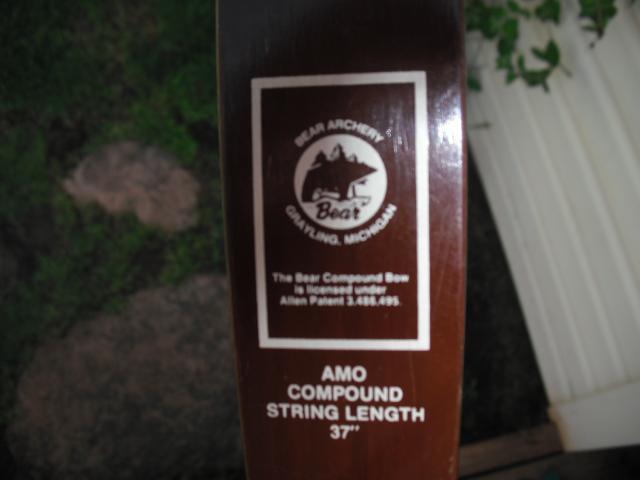 BEAR ARCHERY
Bear
GRAYLING, MICHIGAN
The Bear Compound Bow
is licensed under
Allen Patent 3,486,495.
AMO
COMPOUND
STRING LENGTH
37"